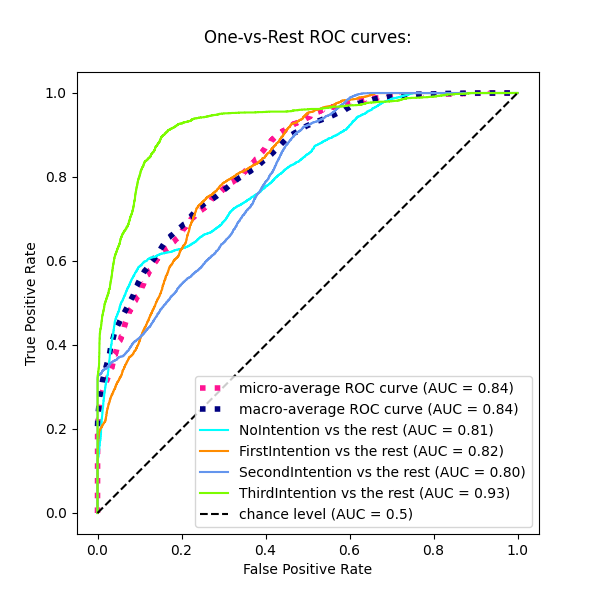 One-vs-Rest ROC curves:
True Positive Rate
1.0
0.8
0.6
0.4
0.2
0.0
micro-average ROC curve (AUC = 0.84)
macro-average ROC curve (AUC = 0.84)
NoIntention vs the rest (AUC = 0.81)
FirstIntention vs the rest (AUC = 0.82)
SecondIntention vs the rest (AUC = 0.80)
ThirdIntention vs the rest (AUC = 0.93)
chance level (AUC = 0.5)
0.0 0.2 0.4 0.6 0.8 1.0
False Positive Rate